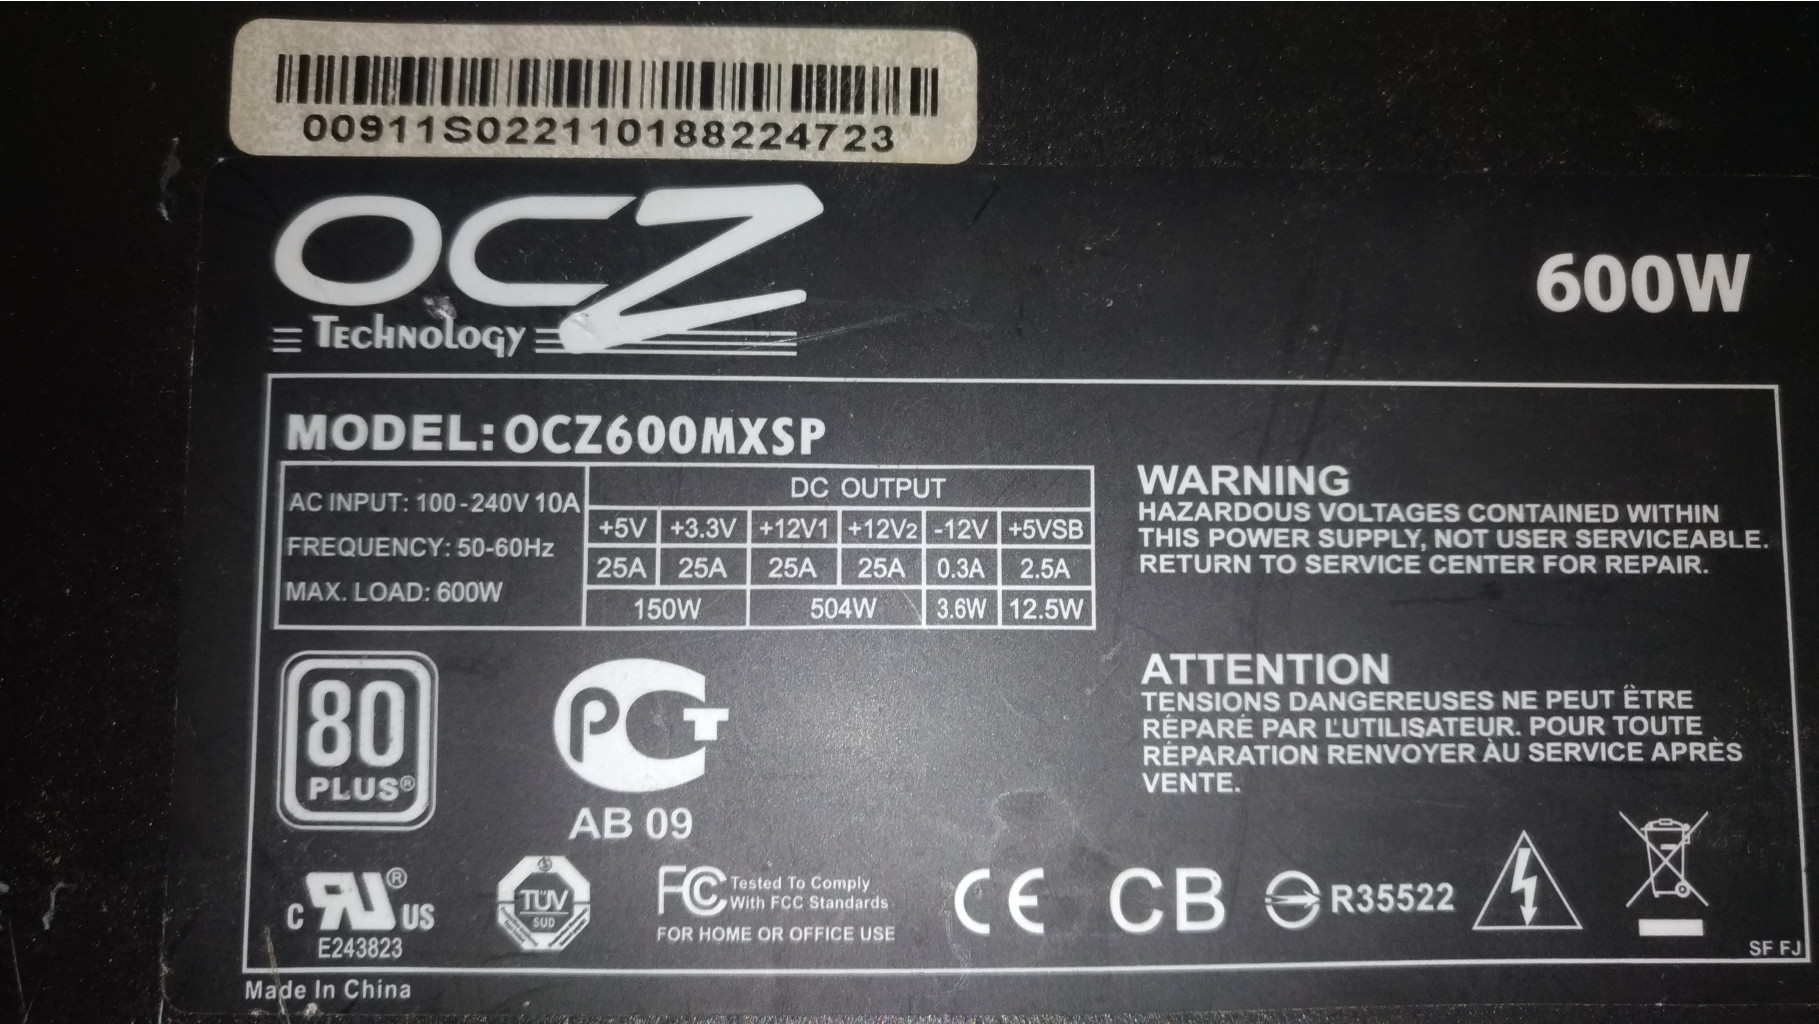 00911S022110188224723
OCZ
TECHNOLOGY
600W
MODEL: OCZ600MXSP
AC INPUT: 100-240V 10A
FREQUENCY: 50-60Hz
MAX. LOAD: 600W
DC OUTPUT
+5V +3.3V +12V1 +12V2 -12V +5VSB
25A 25A 25A 25A 0.3A 2.5A
150W 504W 3.6W 12.5W
WARNING
HAZARDOUS VOLTAGES CONTAINED WITHIN
THIS POWER SUPPLY, NOT USER SERVICEABLE.
RETURN TO SERVICE CENTER FOR REPAIR.
ATTENTION
TENSIONS DANGEREUSES NE PEUT ËTRE
RÉPARÉ PAR L'UTILISATEUR. POUR TOUTE
RÉPARATION RENVOYER ÀU SERVICE APRÈS
VENTE.
80
PLUS®
РСТ
АВ 09
C RU® US
E243823
TÜV
SÜD
FC Tested To Comply
With FCC Standards
FOR HOME OR OFFICE USE
CE
CB
R35522
SF FJ
Made In China